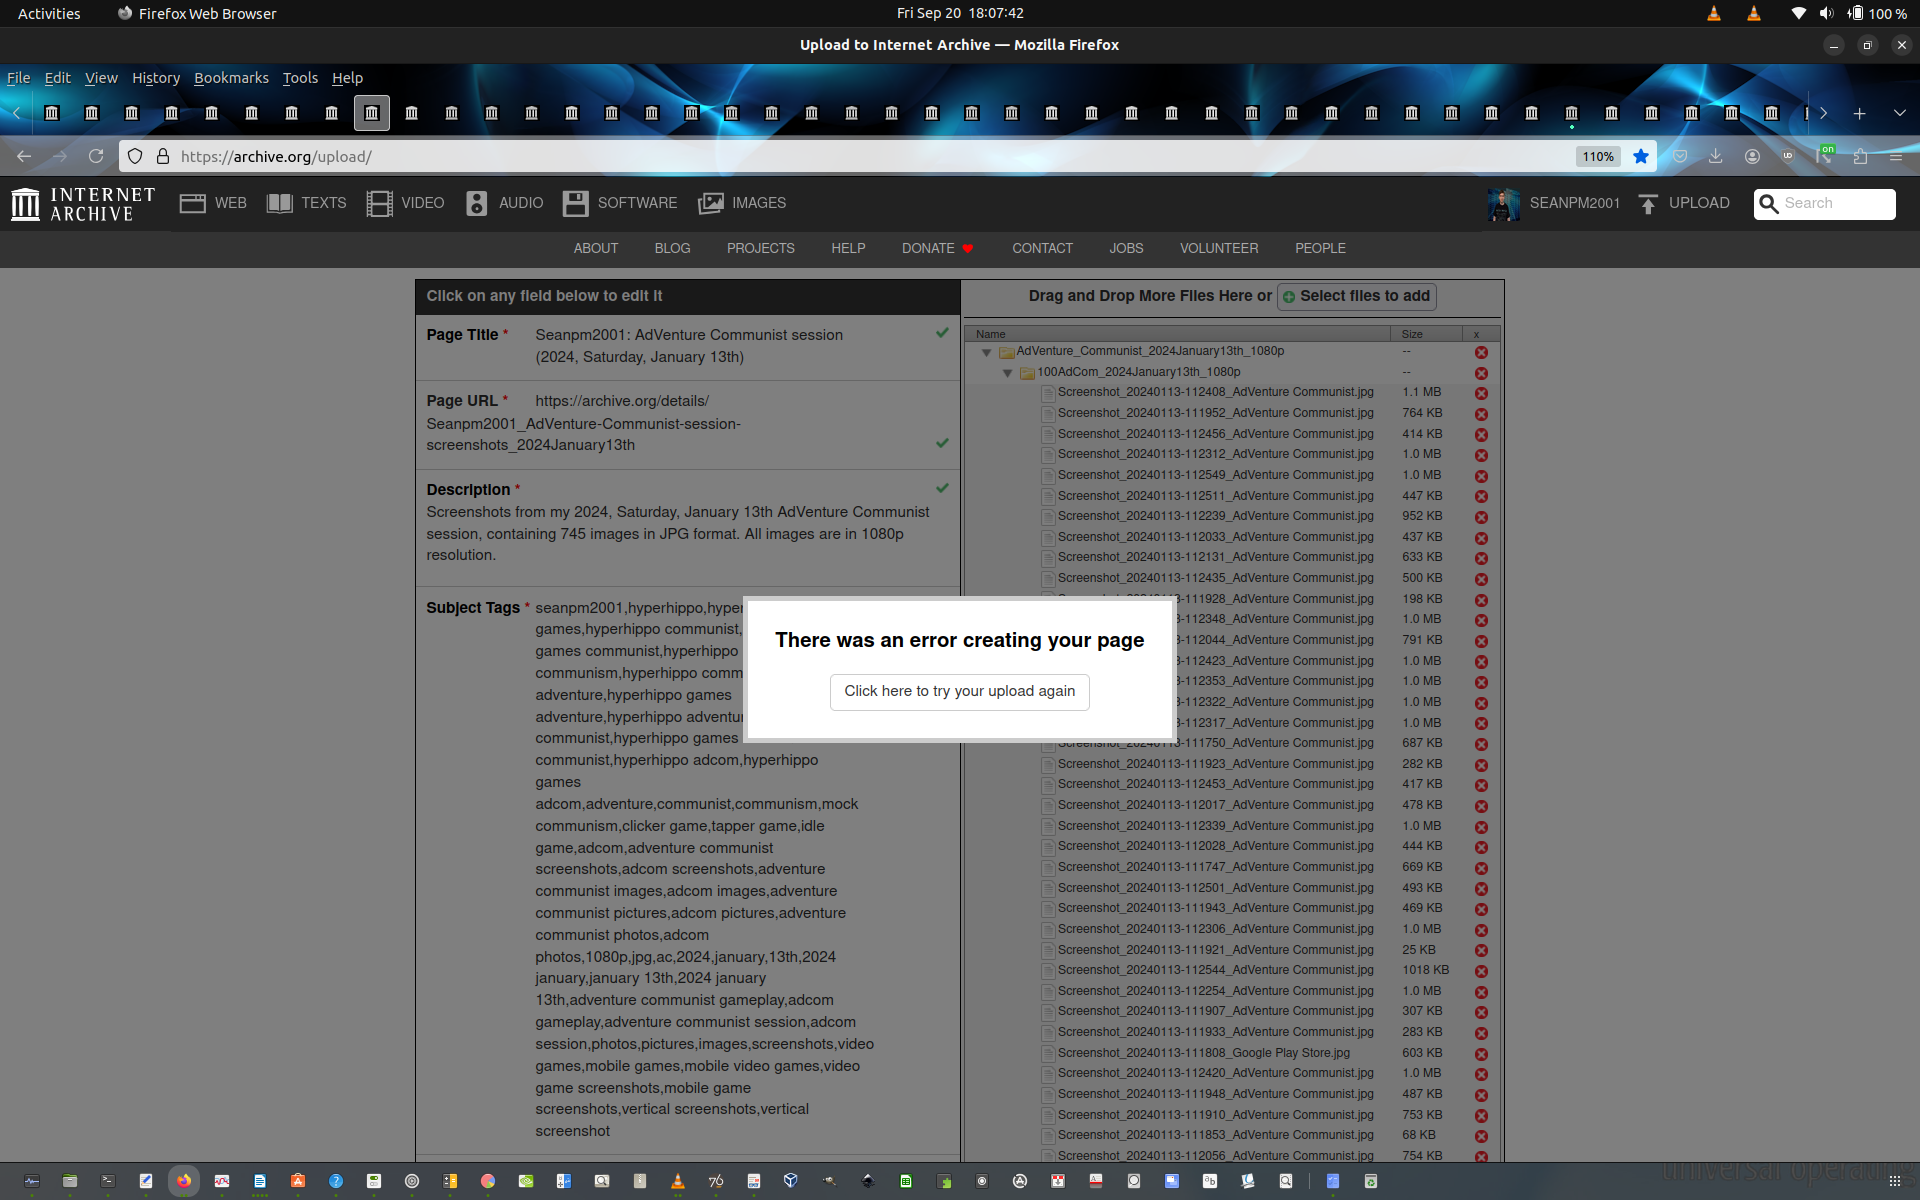 Activities
Firefox Web Browser
Fri Sep 20 18:07:42
100 %
Upload to Internet Archive — Mozilla Firefox
File Edit View History Bookmarks Tools Help
https://archive.org/upload/
110%
on
INTERNET
ARCHIVE
WEB
TEXTS
VIDEO
AUDIO
SOFTWARE
IMAGES
SEANPM2001
UPLOAD
Search
ABOUT BLOG PROJECTS HELP DONATE CONTACT JOBS VOLUNTEER PEOPLE
Click on any field below to edit it
Page Title * Seanpm2001: AdVenture Communist session
(2024, Saturday, January 13th)
Page URL * https://archive.org/details/
Seanpm2001_AdVenture-Communist-session-
screenshots_2024January13th
Description *
Screenshots from my 2024, Saturday, January 13th AdVenture Communist
session, containing 745 images in JPG format. All images are in 1080p
resolution.
Subject Tags * seanpm2001,hyperhippo,hyper
games,hyperhippo communist,
games communist,hyperhippo
communism,hyperhippo comm
adventure,hyperhippo games
adventure,hyperhippo adventu
communist,hyperhippo games
communist,hyperhippo adcom,hyperhippo
games
adcom,adventure,communist,communism,mock
communism,clicker game,tapper game,idle
game,adcom,adventure communist
screenshots,adcom screenshots,adventure
communist images,adcom images,adventure
communist pictures,adcom pictures,adventure
communist photos,adcom
photos,1080p,jpg,ac,2024,january,13th,2024
january,january 13th,2024 january
13th,adventure communist gameplay,adcom
gameplay,adventure communist session,adcom
session,photos,pictures,images,screenshots,video
games,mobile games,mobile video games,video
game screenshots,mobile game
screenshots,vertical screenshots,vertical
screenshot
Drag and Drop More Files Here or Select files to add
Name Size x
AdVenture_Communist_2024January13th_1080p --
100AdCom_2024January13th_1080p --
Screenshot_20240113-112408_AdVenture Communist.jpg 1.1 MB
Screenshot_20240113-111952_AdVenture Communist.jpg 764 KB
Screenshot_20240113-112456_AdVenture Communist.jpg 414 KB
Screenshot_20240113-112312_AdVenture Communist.jpg 1.0 MB
Screenshot_20240113-112549_AdVenture Communist.jpg 1.0 MB
Screenshot_20240113-112511_AdVenture Communist.jpg 447 KB
Screenshot_20240113-112239_AdVenture Communist.jpg 952 KB
Screenshot_20240113-112033_AdVenture Communist.jpg 437 KB
Screenshot_20240113-112131_AdVenture Communist.jpg 633 KB
Screenshot_20240113-112435_AdVenture Communist.jpg 500 KB
Screenshot_20240113-111928_AdVenture Communist.jpg 198 KB
3-112348_AdVenture Communist.jpg 1.0 MB
3-112044_AdVenture Communist.jpg 791 KB
3-112423_AdVenture Communist.jpg 1.0 MB
3-112353_AdVenture Communist.jpg 1.0 MB
3-112322_AdVenture Communist.jpg 1.0 MB
3-112317_AdVenture Communist.jpg 1.0 MB
Screenshot_20240113-111750_AdVenture Communist.jpg 687 KB
Screenshot_20240113-111923_AdVenture Communist.jpg 282 KB
Screenshot_20240113-112453_AdVenture Communist.jpg 417 KB
Screenshot_20240113-112017_AdVenture Communist.jpg 478 KB
Screenshot_20240113-112339_AdVenture Communist.jpg 1.0 MB
Screenshot_20240113-112028_AdVenture Communist.jpg 444 KB
Screenshot_20240113-111747_AdVenture Communist.jpg 669 KB
Screenshot_20240113-112501_AdVenture Communist.jpg 493 KB
Screenshot_20240113-111943_AdVenture Communist.jpg 469 KB
Screenshot_20240113-112306_AdVenture Communist.jpg 1.0 MB
Screenshot_20240113-111921_AdVenture Communist.jpg 25 KB
Screenshot_20240113-112544_AdVenture Communist.jpg 1018 KB
Screenshot_20240113-112254_AdVenture Communist.jpg 1.0 MB
Screenshot_20240113-111907_AdVenture Communist.jpg 307 KB
Screenshot_20240113-111933_AdVenture Communist.jpg 283 KB
Screenshot_20240113-111808_Google Play Store.jpg 603 KB
Screenshot_20240113-112420_AdVenture Communist.jpg 1.0 MB
Screenshot_20240113-111948_AdVenture Communist.jpg 487 KB
Screenshot_20240113-111910_AdVenture Communist.jpg 753 KB
Screenshot_20240113-111853_AdVenture Communist.jpg 68 KB
Screenshot_20240113-112056_AdVenture Communist.jpg 754 KB
There was an error creating your page
Click here to try your upload again
universal operating